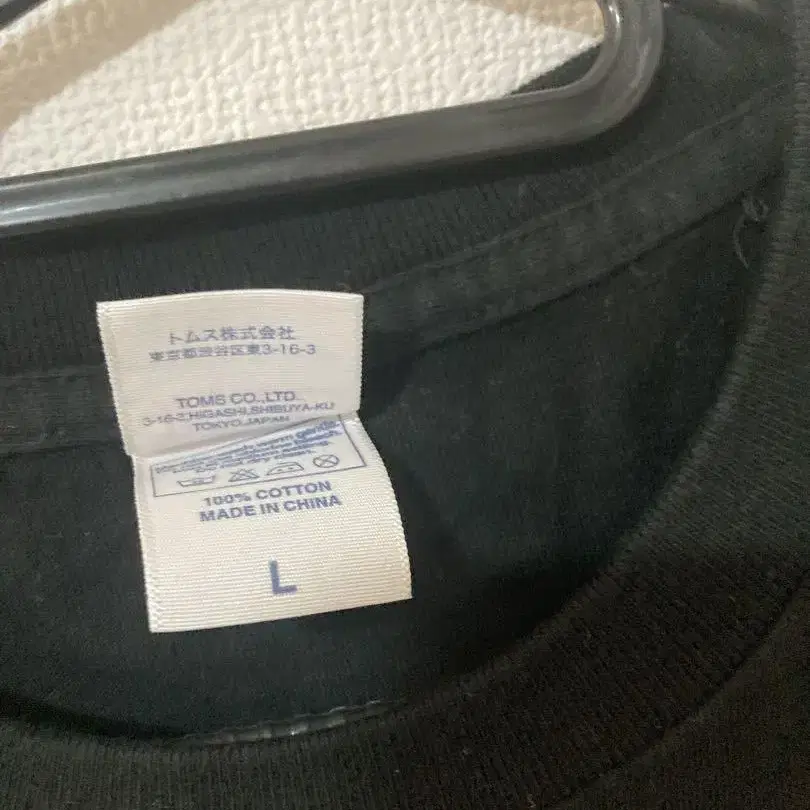 トムス株式会社
東京都渋谷区東3-16-3
TOMS CO.,LTD.
3-16-3,HIGASHI,SHIBUYA-KU
TOKYO,JAPAN
100% COTTON
MADE IN CHINA
L